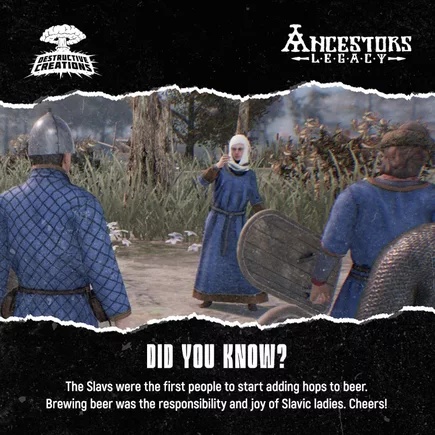 DESTRUCTIVE
CREATIONS
ANCESTORS
LEGACY
DID YOU KNOW?
The Slavs were the first people to start adding hops to beer.
Brewing beer was the responsibility and joy of Slavic ladies. Cheers!